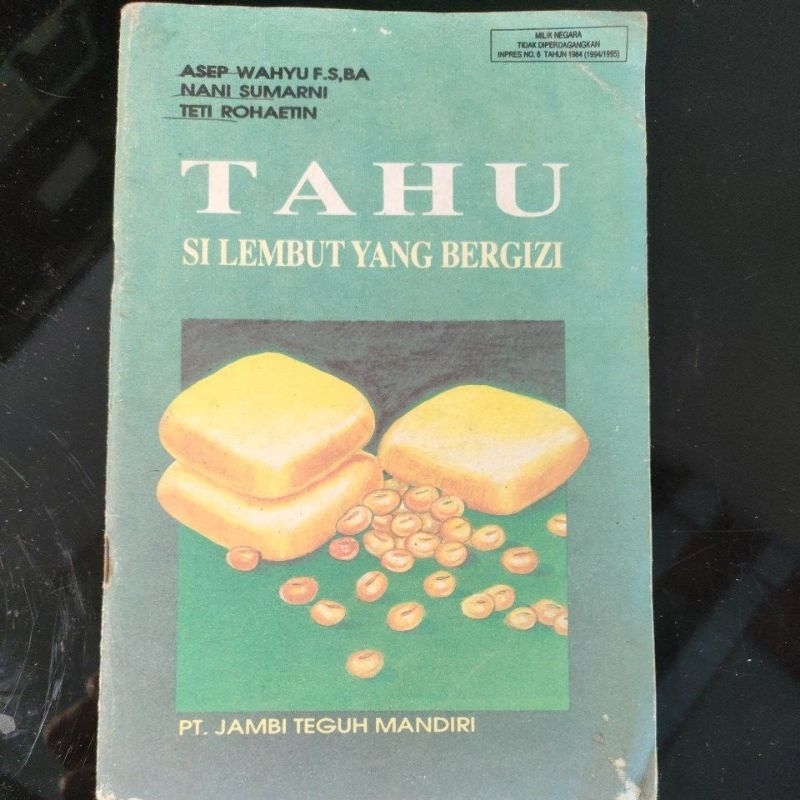 MILIK NEGARA
TIDAK DIPERDAGANGKAN
INPRES NO. 6 TAHUN 1984 (1994/1995)
ASEP WAHYU F.S,BA
NANI SUMARNI
TETI ROHAETIN
TAHU
SI LEMBUT YANG BERGIZI
PT. JAMBI TEGUH MANDIRI